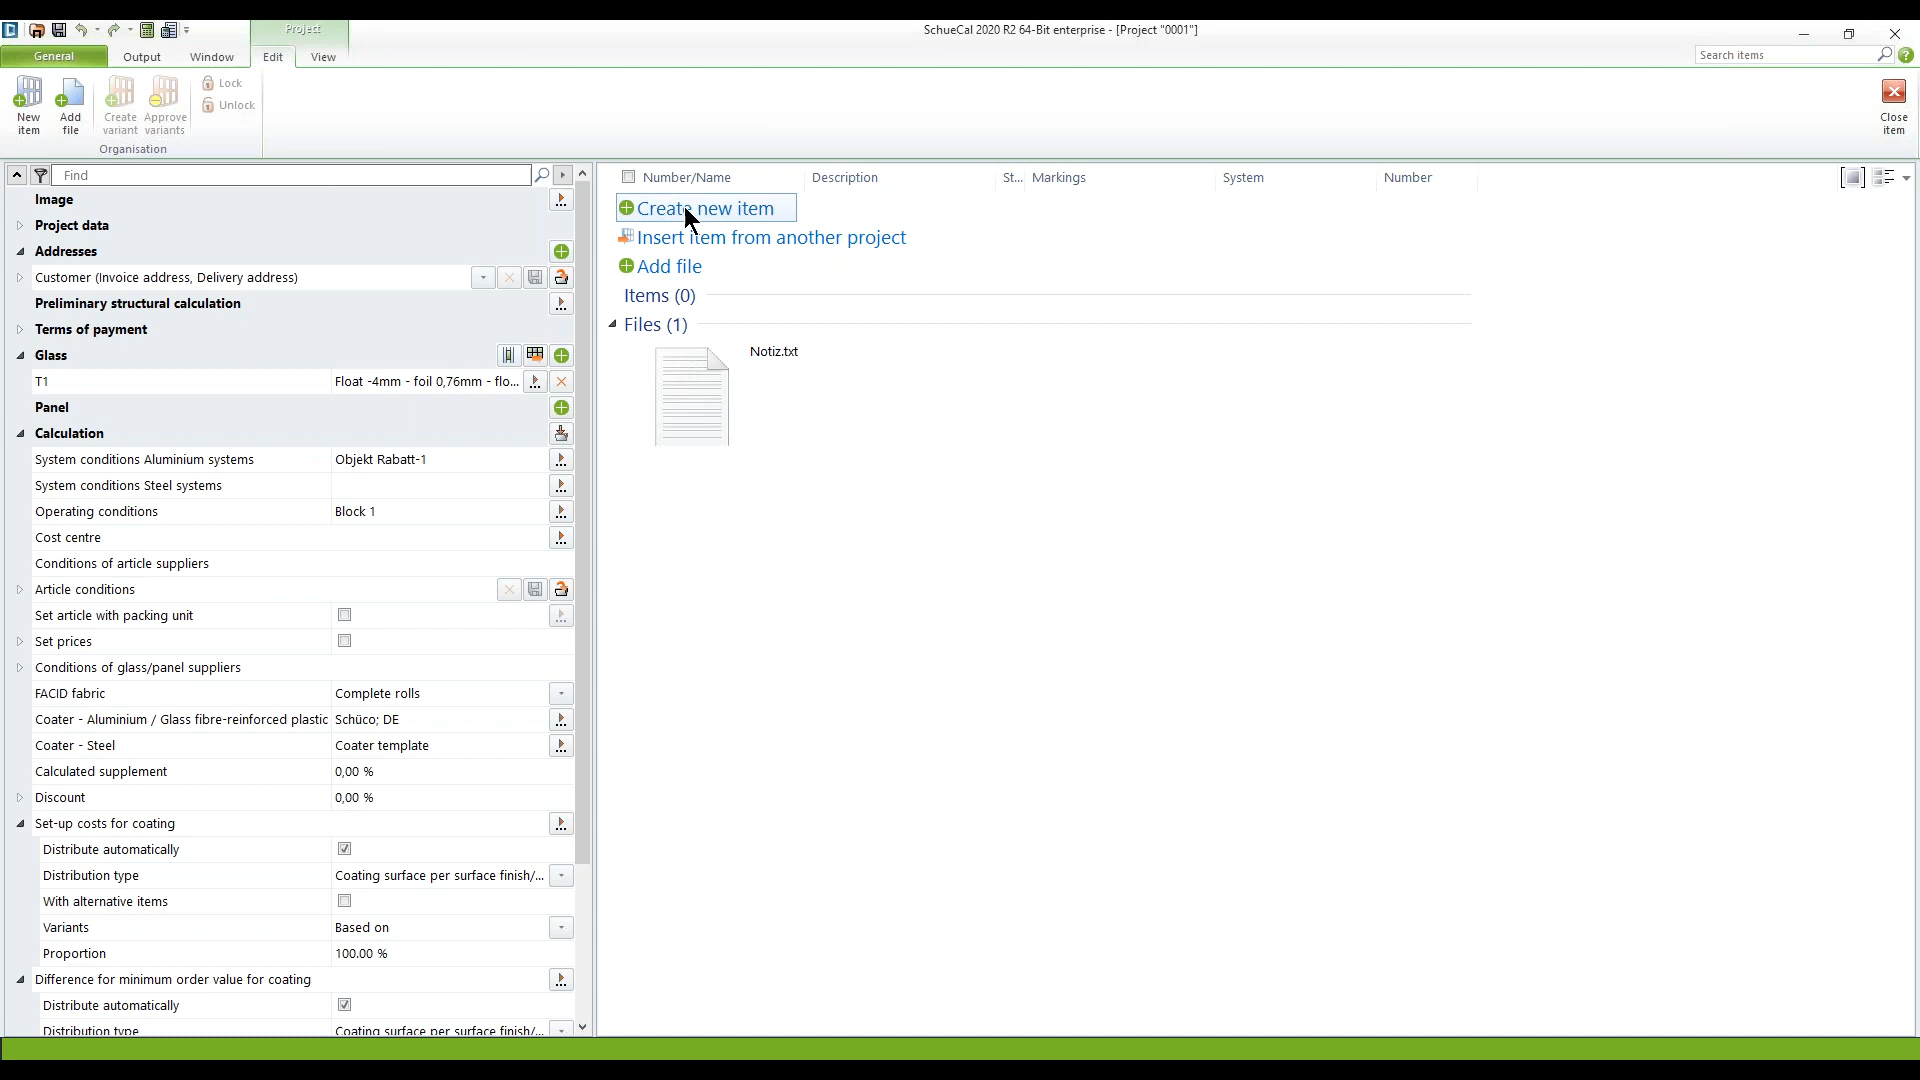 Project
SchueCal 2020 R2 64-Bit enterprise - [Project "0001"]
General
Output
Window
Edit
View
Search items
New item
Add file
Create variant
Approve variants
Lock
Unlock
Organisation
Close item
Find
Image
Project data
Addresses
Customer (Invoice address, Delivery address)
Preliminary structural calculation
Terms of payment
Glass
T1 Float -4mm - foil 0,76mm - flo...
Panel
Calculation
System conditions Aluminium systems Objekt Rabatt-1
System conditions Steel systems
Operating conditions Block 1
Cost centre
Conditions of article suppliers
Article conditions
Set article with packing unit
Set prices
Conditions of glass/panel suppliers
FACID fabric Complete rolls
Coater - Aluminium / Glass fibre-reinforced plastic Schüco; DE
Coater - Steel Coater template
Calculated supplement 0,00 %
Discount 0,00 %
Set-up costs for coating
Distribute automatically
Distribution type Coating surface per surface finish/...
With alternative items
Variants Based on
Proportion 100.00 %
Difference for minimum order value for coating
Distribute automatically
Distribution type Coating surface per surface finish/...
Number/Name Description St... Markings System Number
Create new item
Insert item from another project
Add file
Items (0)
Files (1)
Notiz.txt